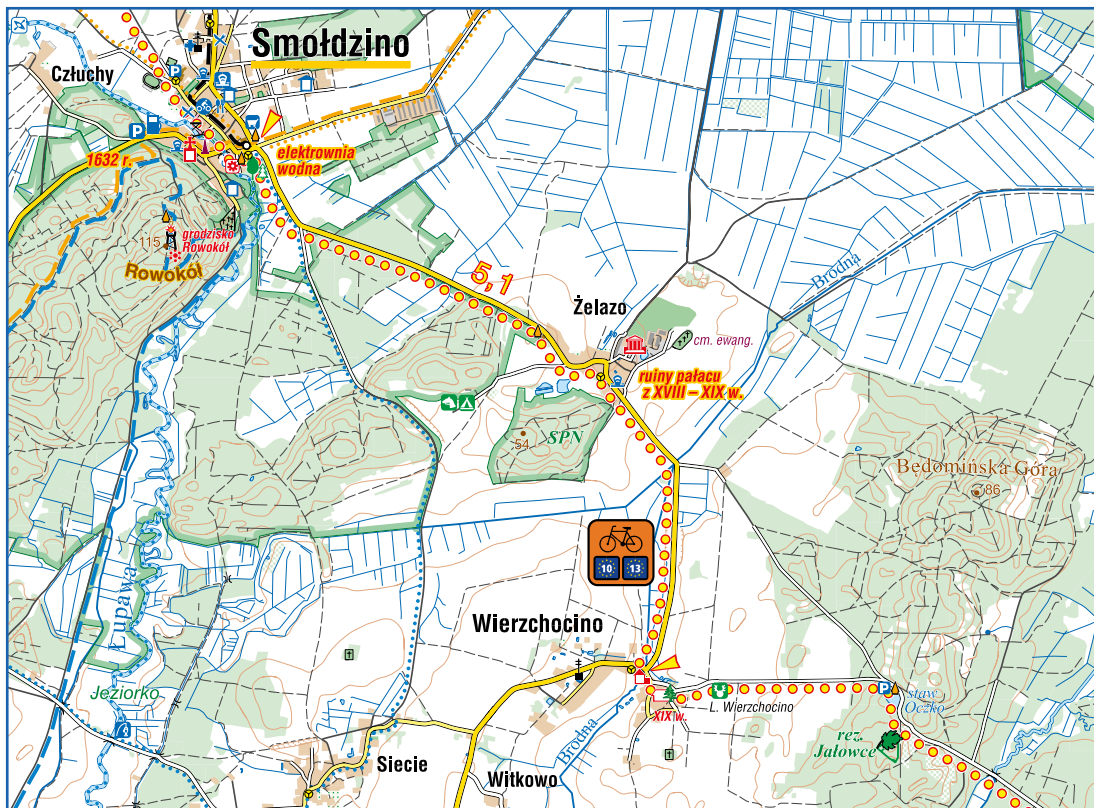 Smołdzino
Człuchy
P
P
elektrownia
wodna
1632 r.
grodzisko
Rowokół
115
Rowokół
5,1
Żelazo
Brodna
cm. ewang.
ruiny pałacu
z XVIII – XIX w.
SPN
54
Będomińska Góra
86
10 13
Łupawa
Wierzchocino
Jeziorko
L. Wierzchocino
XIX w.
P
staw
Oczko
rez.
Jałowce
Brodna
Siecie
Witkowo